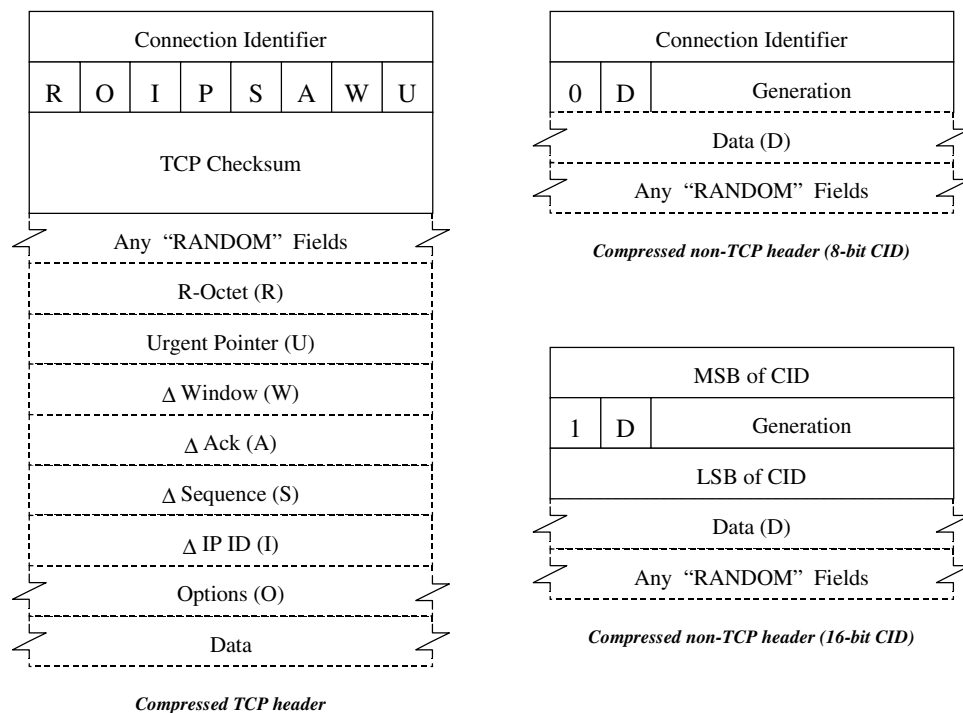 Connection Identifier
R O I P S A W U
TCP Checksum
Any “RANDOM” Fields
R-Octet (R)
Urgent Pointer (U)
Δ Window (W)
Δ Ack (A)
Δ Sequence (S)
Δ IP ID (I)
Options (O)
Data
Compressed TCP header
Connection Identifier
0 D Generation
Data (D)
Any “RANDOM” Fields
Compressed non-TCP header (8-bit CID)
MSB of CID
1 D Generation
LSB of CID
Data (D)
Any “RANDOM” Fields
Compressed non-TCP header (16-bit CID)